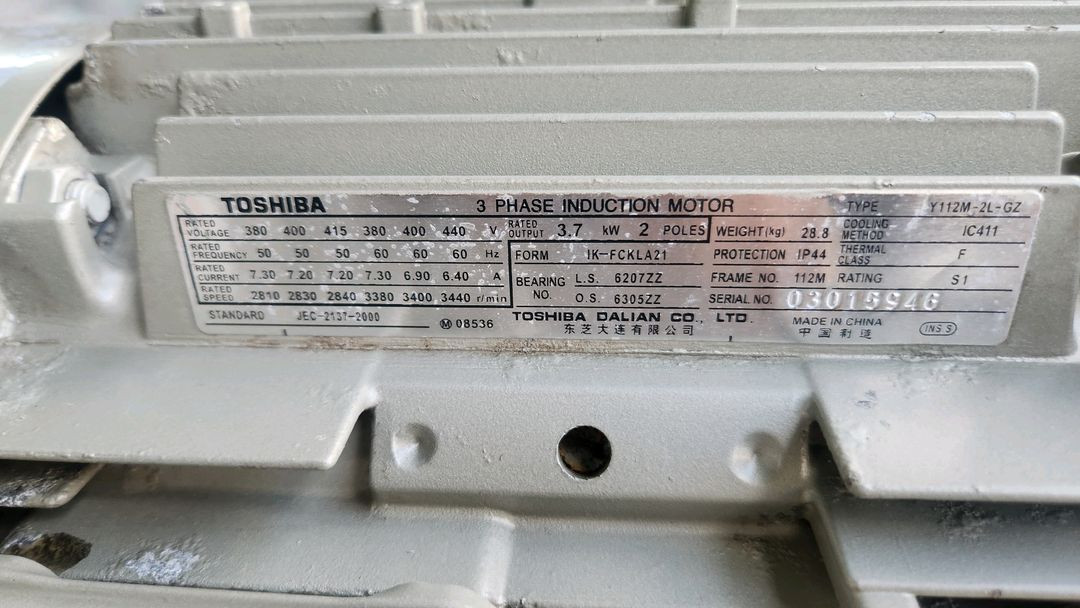 TOSHIBA 3 PHASE INDUCTION MOTOR TYPE Y112M-2L-GZ
RATED VOLTAGE 380 400 415 380 400 440 V RATED OUTPUT 3.7 kW 2 POLES WEIGHT(kg) 28.8 COOLING METHOD IC411
RATED FREQUENCY 50 50 50 60 60 60 Hz FORM IK-FCKLA21 PROTECTION IP44 THERMAL CLASS F
RATED CURRENT 7.30 7.20 7.20 7.30 6.90 6.40 A BEARING NO. L.S. 6207ZZ FRAME NO. 112M RATING S1
RATED SPEED 2810 2830 2840 3380 3400 3440 r/min O.S. 6305ZZ SERIAL NO. 03015946
STANDARD JEC-2137-2000 M 08536 TOSHIBA DALIAN CO., LTD. MADE IN CHINA
东芝大连有限公司 中国制造 INS S